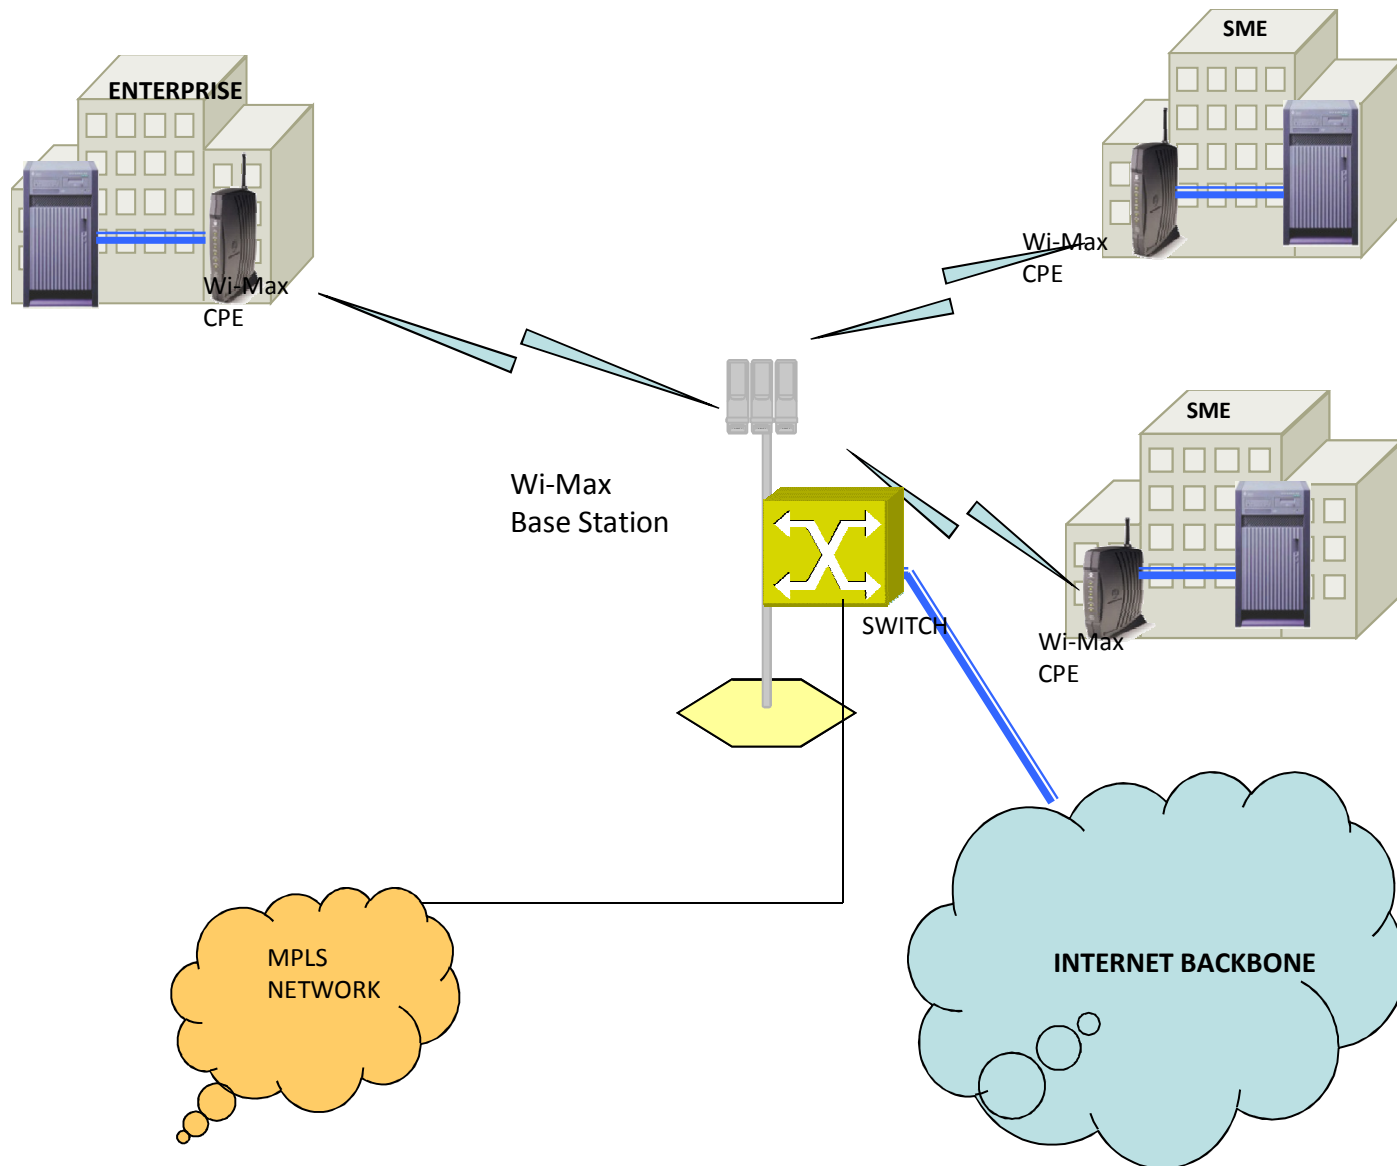 SME
ENTERPRISE
Wi-Max
CPE
Wi-Max
CPE
SME
Wi-Max
Base Station
SWITCH
Wi-Max
CPE
MPLS
NETWORK
INTERNET BACKBONE